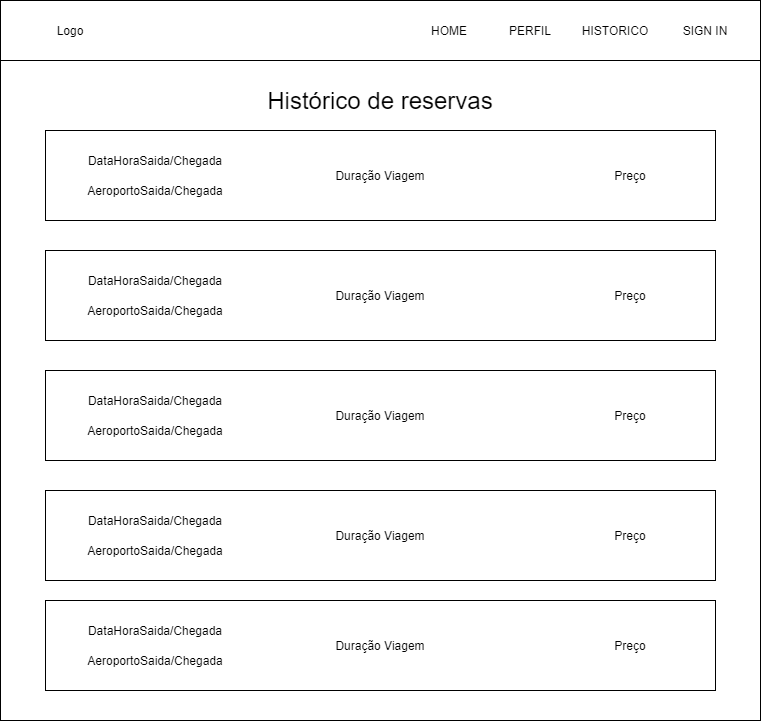 Logo HOME PERFIL HISTORICO SIGN IN
Histórico de reservas
DataHoraSaida/Chegada
AeroportoSaida/Chegada
Duração Viagem
Preço
DataHoraSaida/Chegada
AeroportoSaida/Chegada
Duração Viagem
Preço
DataHoraSaida/Chegada
AeroportoSaida/Chegada
Duração Viagem
Preço
DataHoraSaida/Chegada
AeroportoSaida/Chegada
Duração Viagem
Preço
DataHoraSaida/Chegada
AeroportoSaida/Chegada
Duração Viagem
Preço